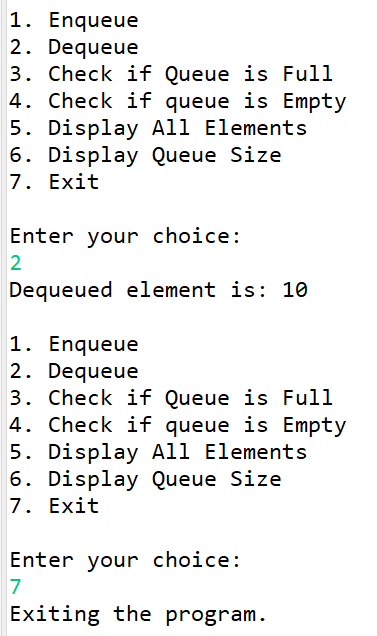 1. Enqueue
2. Dequeue
3. Check if Queue is Full
4. Check if queue is Empty
5. Display All Elements
6. Display Queue Size
7. Exit
Enter your choice:
2
Dequeued element is: 10
1. Enqueue
2. Dequeue
3. Check if Queue is Full
4. Check if queue is Empty
5. Display All Elements
6. Display Queue Size
7. Exit
Enter your choice:
7
Exiting the program.